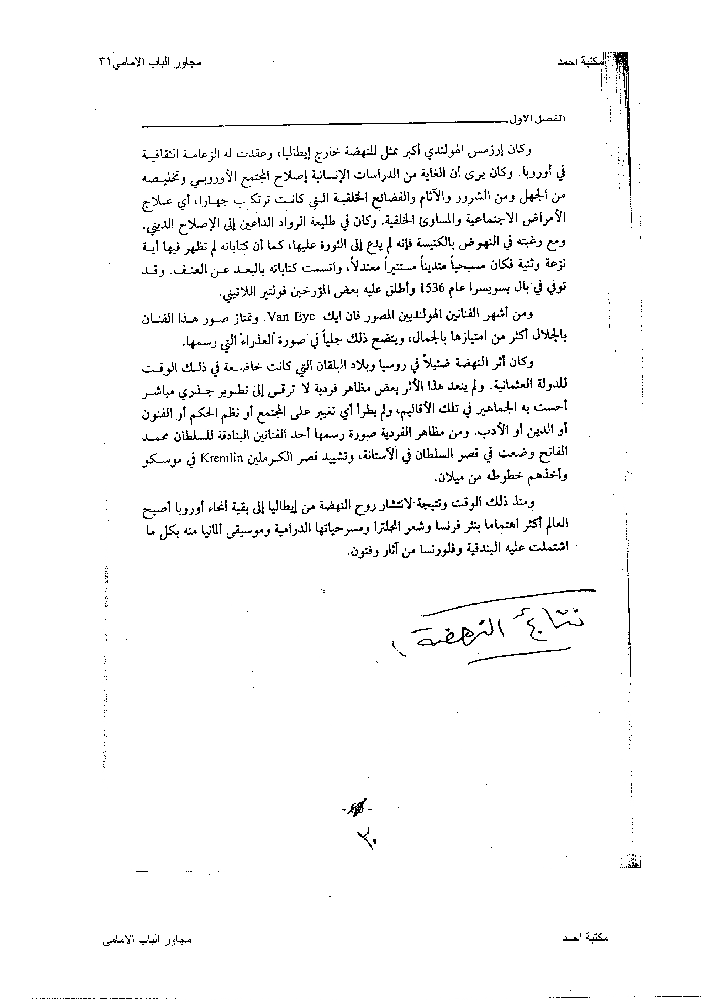 مكتبة احمد
مجاور الباب الامامي ٣١
الفصل الاول
وكان إرزمس الهولندي أكبر ممثل للنهضة خارج إيطاليا، وعقدت له الزعامة الثقافية
في أوروبا. وكان يرى أن الغاية من الدراسات الإنسانية إصلاح المجتمع الأوروبي وتخليصه
من الجهل ومن الشرور والآثام والفضائح الخلقية التي كانت ترتكب جهارا، أي علاج
الأمراض الاجتماعية والمساوئ الخلقية. وكان في طليعة الرواد الداعين إلى الإصلاح الديني.
ومع رغبته في النهوض بالكنيسة فإنه لم يدع إلى الثورة عليها، كما أن كتاباته لم تظهر فيها أية
نزعة وثنية فكان مسيحياً متديناً مستنيراً معتدلاً، واتسمت كتاباته بالبعد عن العنف. وقد
توفي في بال بسويسرا عام 1536 وأطلق عليه بعض المؤرخين فولتير اللاتيني.
ومن أشهر الفنانين الهولنديين المصور فان ايك Van Eyc. وتمتاز صور هذا الفنان
بالجلال أكثر من امتيازها بالجمال، ويتضح ذلك جلياً في صورة "العذراء" التي رسمها.
وكان أثر النهضة ضئيلاً في روسيا وبلاد البلقان التي كانت خاضعة في ذلك الوقت
للدولة العثمانية. ولم يتعد هذا الأثر بعض مظاهر فردية لا ترقى إلى تطوير جذري مباشر
أحست به الجماهير في تلك الأقاليم، ولم يطرأ أي تغيير على المجتمع أو نظم الحكم أو الفنون
أو الدين أو الأدب. ومن مظاهر الفردية صورة رسمها أحد الفنانين البنادقة للسلطان محمد
الفاتح وضعت في قصر السلطان في الآستانة، وتشييد قصر الكرملين Kremlin في موسكو
وأخذهم خطوطه من ميلان.
ومنذ ذلك الوقت ونتيجة لانتشار روح النهضة من إيطاليا إلى بقية أنحاء أوروبا أصبح
العالم أكثر اهتماما بنثر فرنسا وشعر انجلترا ومسرحياتها الدرامية وموسيقى ألمانيا منه بكل ما
اشتملت عليه البندقية وفلورنسا من آثار وفنون.
نتائج النهضة
٣٠
مكتبة احمد
مجاور الباب الامامي